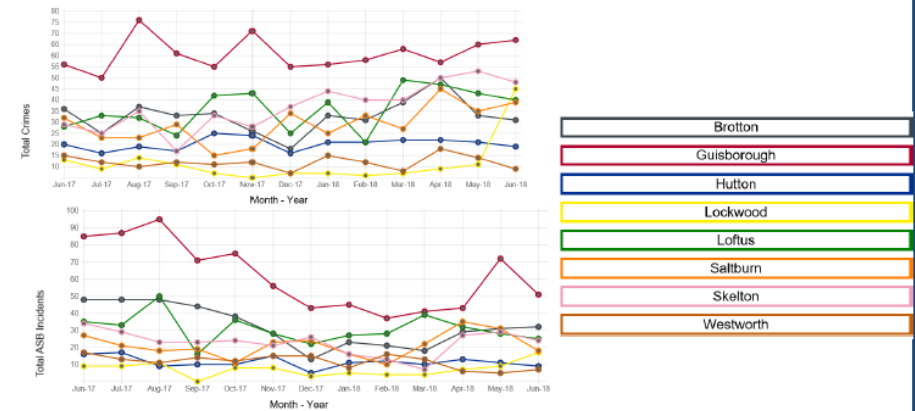 80
75
70
65
60
55
50
45
40
35
30
25
20
15
10
Total Crimes
Jun-17 Jul-17 Aug-17 Sep-17 Oct-17 Nov-17 Dec-17 Jan-18 Feb-18 Mar-18 Apr-18 May-18 Jun-18
Month - Year
100
90
80
70
60
50
40
30
20
10
Total ASB Incidents
Jun-17 Jul-17 Aug-17 Sep-17 Oct-17 Nov-17 Dec-17 Jan-18 Feb-18 Mar-18 Apr-18 May-18 Jun-18
Month - Year
Brotton
Guisborough
Hutton
Lockwood
Loftus
Saltburn
Skelton
Westworth